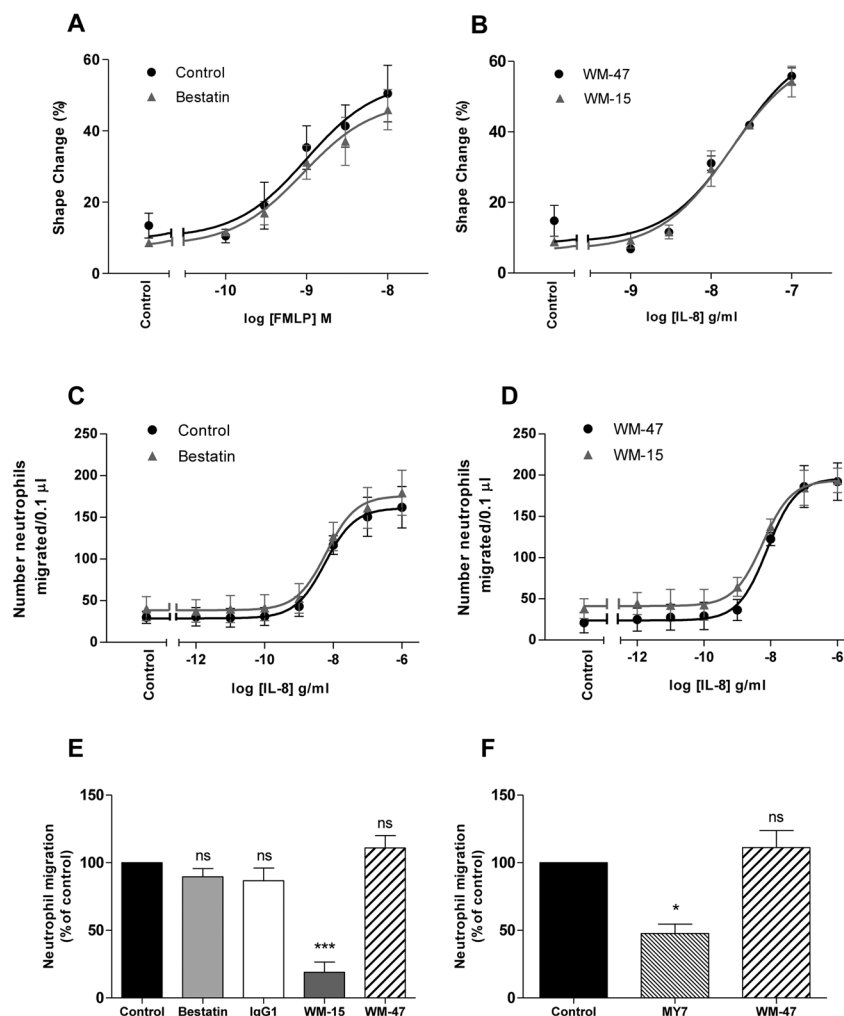 A
Control
Bestatin
Shape Change (%)
60
40
20
0
Control
-10
-9
-8
log [FMLP] M
B
WM-47
WM-15
Shape Change (%)
60
40
20
0
Control
-9
-8
-7
log [IL-8] g/ml
C
Control
Bestatin
Number neutrophils
migrated/0.1 µl
250
200
150
100
50
0
Control
-12
-10
-8
-6
log [IL-8] g/ml
D
WM-47
WM-15
Number neutrophils
migrated/0.1 µl
250
200
150
100
50
0
Control
-12
-10
-8
-6
log [IL-8] g/ml
E
Neutrophil migration
(% of control)
150
100
50
0
ns
ns
***
ns
Control Bestatin IgG1 WM-15 WM-47
F
Neutrophil migration
(% of control)
150
100
50
0
*
ns
Control MY7 WM-47